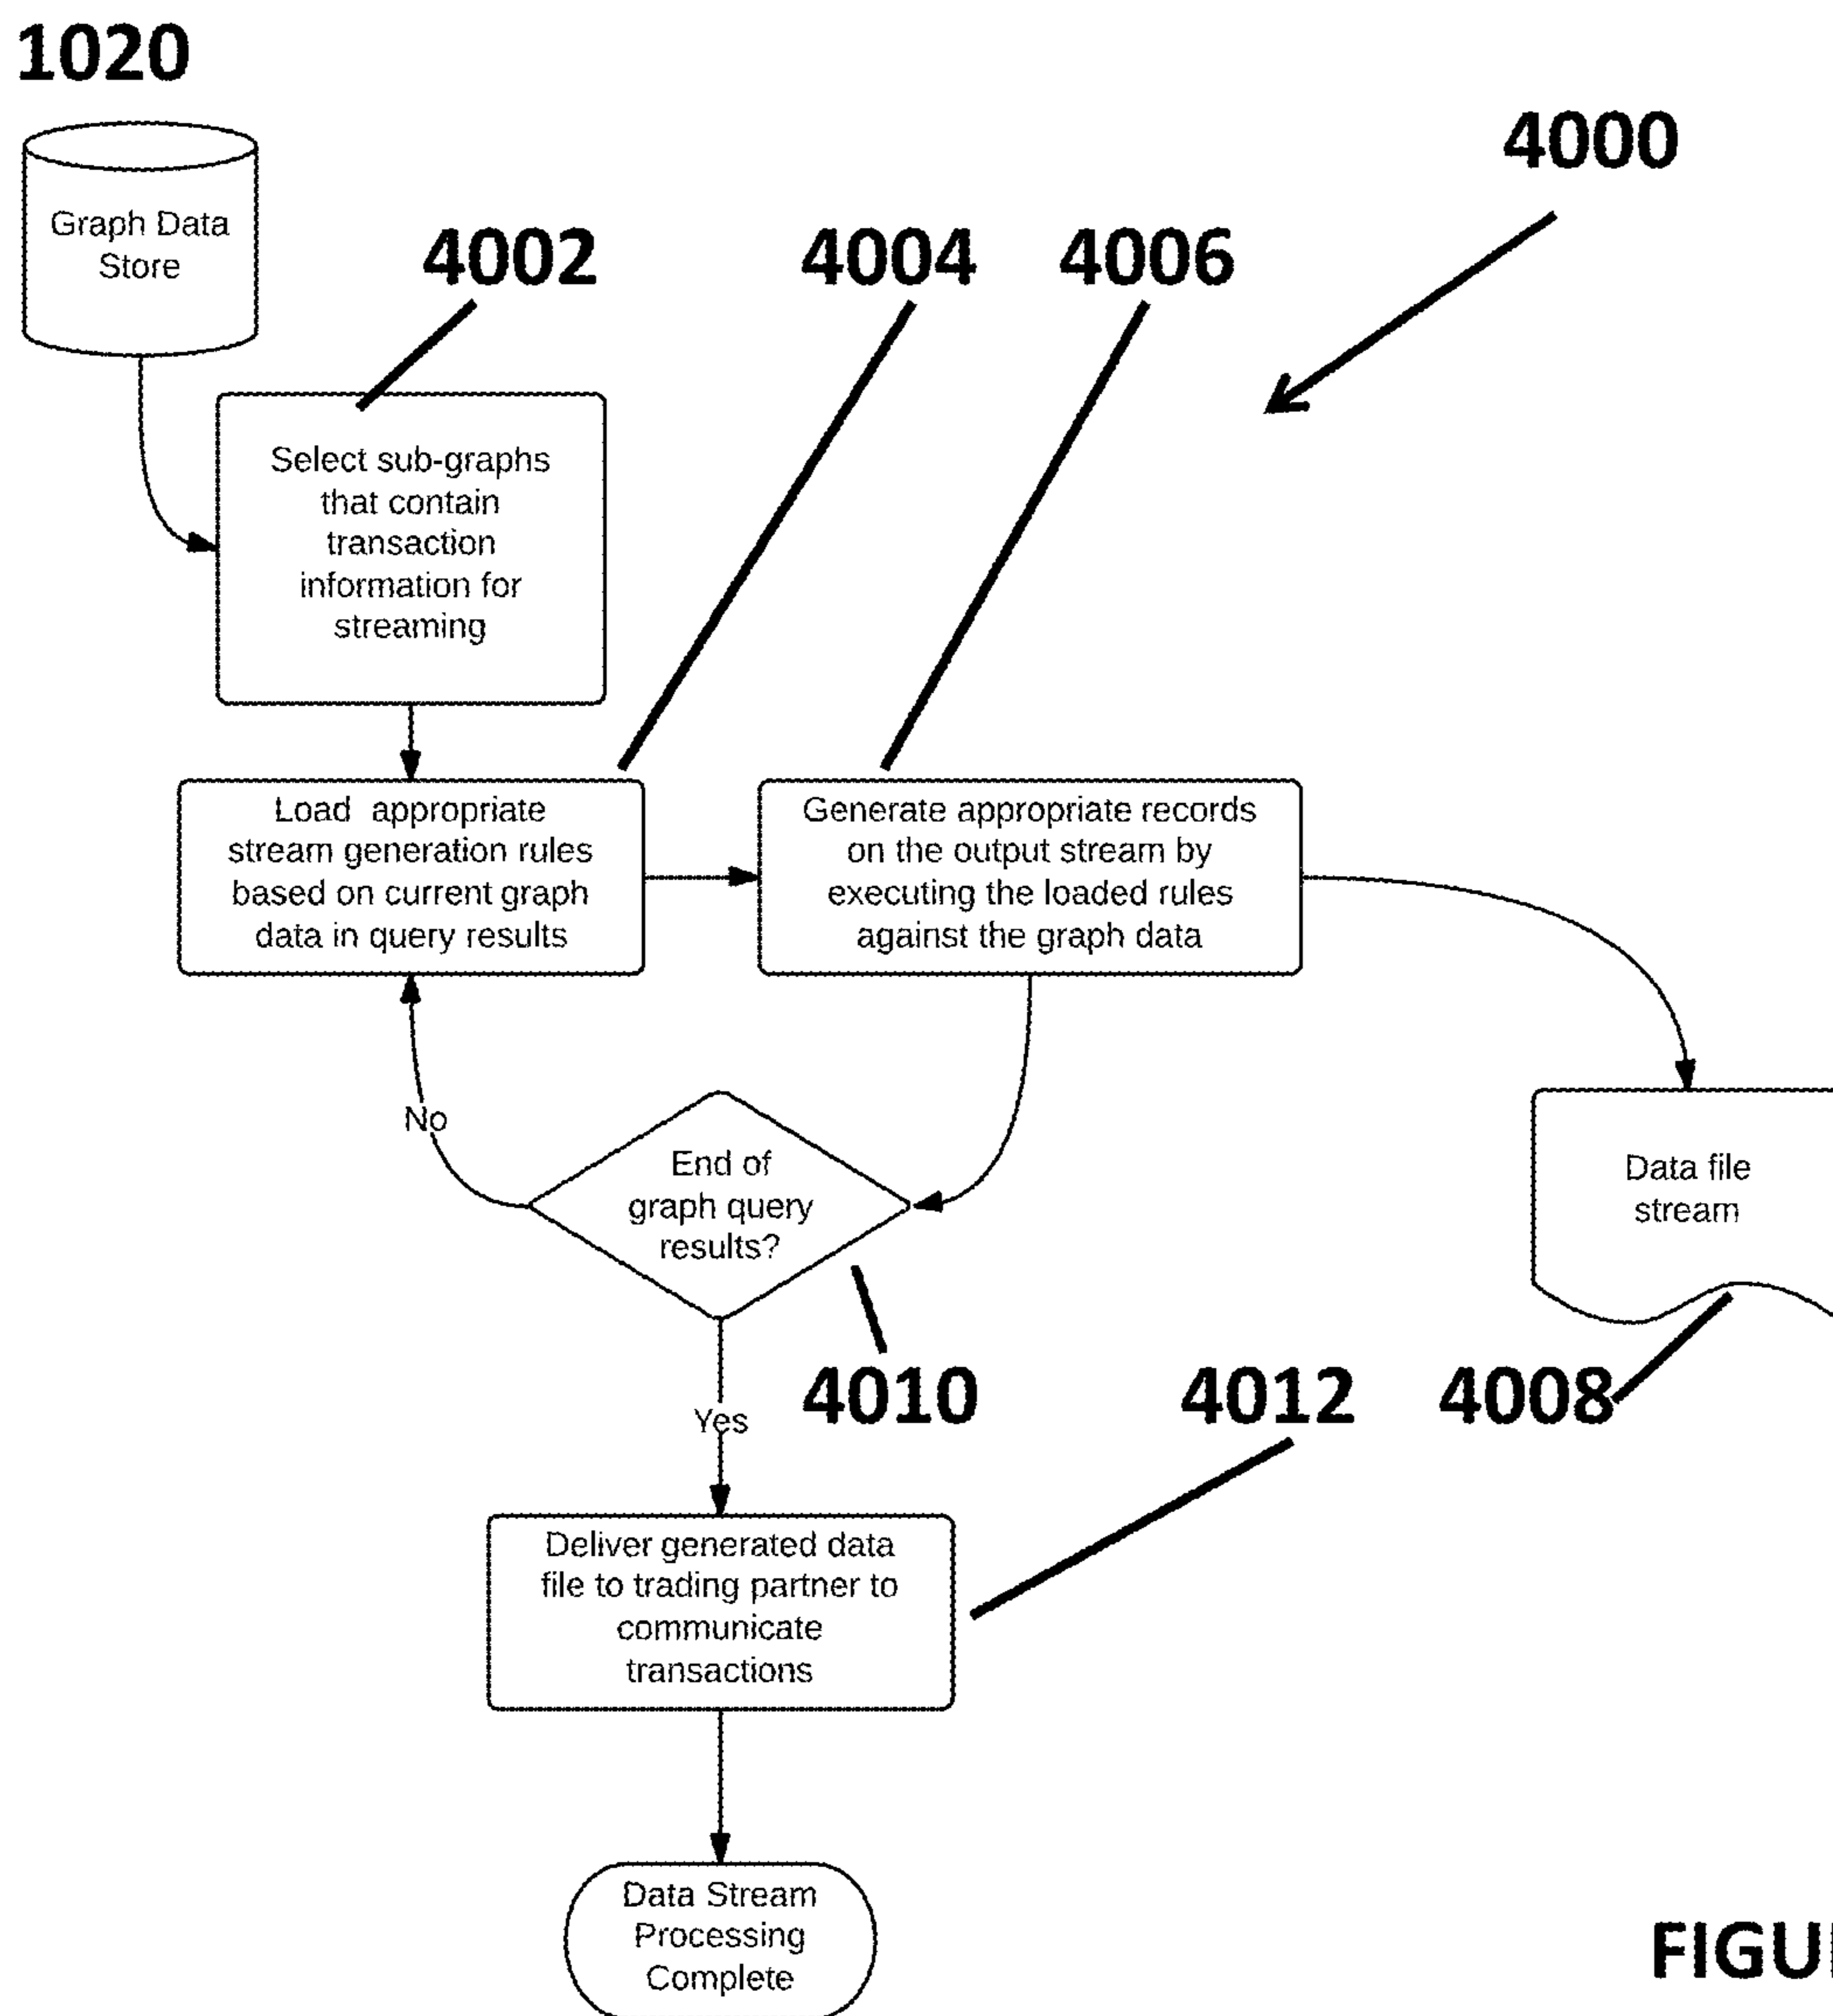 1020
4000
Graph Data
Store
4002
4004
4006
Select sub-graphs
that contain
transaction
information for
streaming
Load appropriate
stream generation rules
based on current graph
data in query results
Generate appropriate records
on the output stream by
executing the loaded rules
against the graph data
No
End of
graph query
results?
Data file
stream
4010
4012
4008
Yes
Deliver generated data
file to trading partner to
communicate
transactions
Data Stream
Processing
Complete